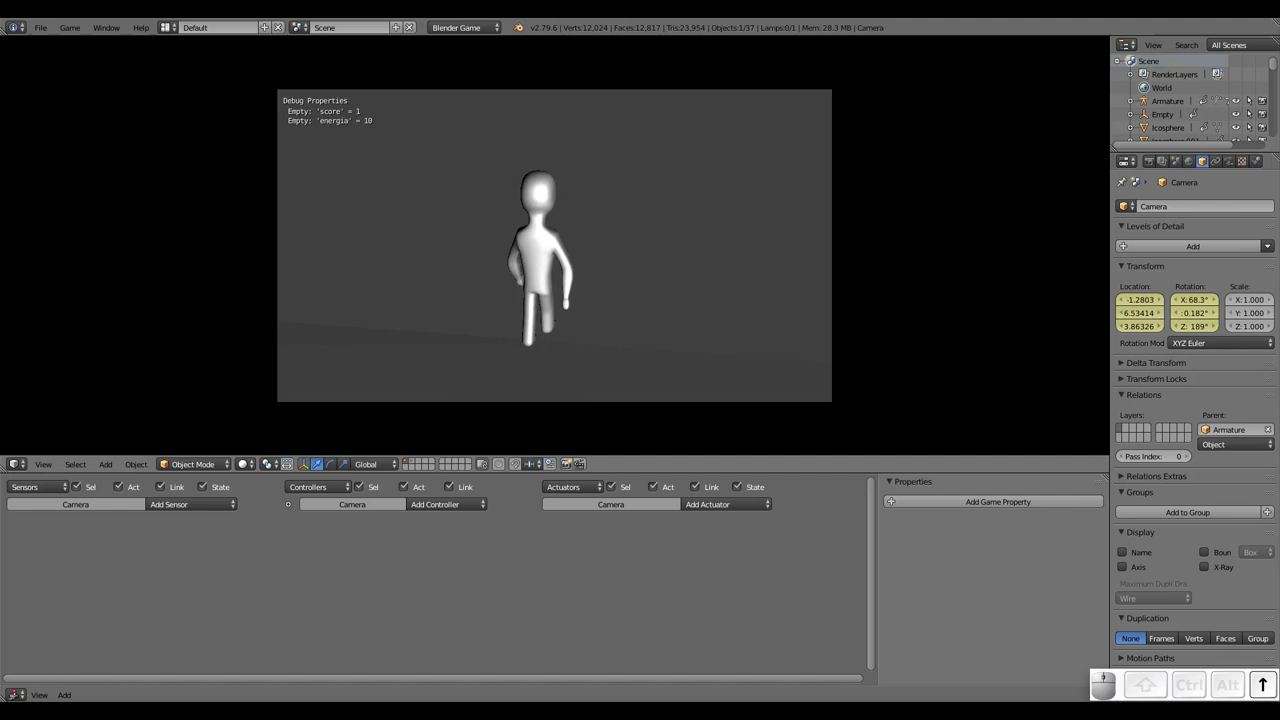 File Game Window Help Default Scene Blender Game v2.79.6 | Verts:12,024 | Faces:12,817 | Tris:23,954 | Objects:1/37 | Lamps:0/1 | Mem: 28.3 MB | Camera
View Search All Scenes
Scene
RenderLayers |
World
Armature |
Empty |
Icosphere |
Debug Properties
Empty: 'score' = 1
Empty: 'energia' = 10
Camera
Camera
Levels of Detail
Add
Transform
Location: Rotation: Scale:
-1.2803 X:68.3° X:1.000
6.53414 :0.182° Y: 1.000
3.86326 Z: 189° Z: 1.000
Rotation Mod XYZ Euler
Delta Transform
Transform Locks
Relations
Layers: Parent:
Armature
Object
Pass Index: 0
Relations Extras
Groups
Add to Group
Display
Name Boun Box
Axis X-Ray
Maximum Dupli Dra..
Wire
Duplication
None Frames Verts Faces Group
Motion Paths
View Select Add Object Object Mode Global
Sensors Sel Act Link State Controllers Sel Act Link Actuators Sel Act Link State
Camera Add Sensor Camera Add Controller Camera Add Actuator
Properties
Add Game Property
View Add
Ctrl Alt ↑